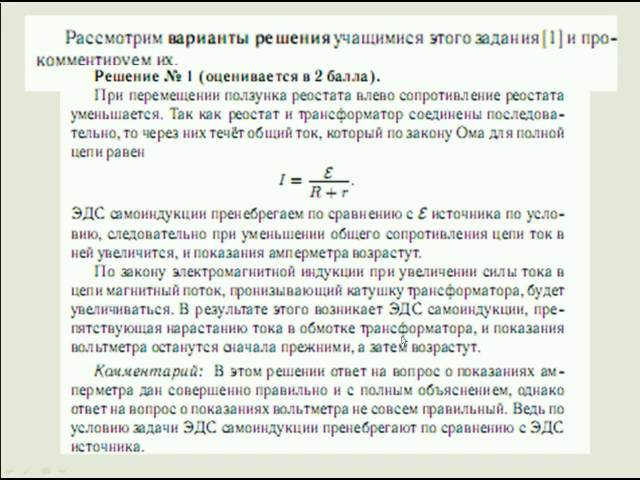 Рассмотрим варианты решения учащимися этого задания [1] и про-
комментируем их.
Решение № 1 (оценивается в 2 балла).
При перемещении ползунка реостата влево сопротивление реостата
уменьшается. Так как реостат и трансформатор соединены последова-
тельно, то через них течёт общий ток, который по закону Ома для полной
цепи равен
I = ℰ / (R + r).
ЭДС самоиндукции пренебрегаем по сравнению с ℰ источника по усло-
вию, следовательно при уменьшении общего сопротивления цепи ток в
ней увеличится, и показания амперметра возрастут.
По закону электромагнитной индукции при увеличении силы тока в
цепи магнитный поток, пронизывающий катушку трансформатора, будет
увеличиваться. В результате этого возникает ЭДС самоиндукции, пре-
пятствующая нарастанию тока в обмотке трансформатора, и показания
вольтметра останутся сначала прежними, а затем возрастут.
Комментарий: В этом решении ответ на вопрос о показаниях ам-
перметра дан совершенно правильно и с полным объяснением, однако
ответ на вопрос о показаниях вольтметра не совсем правильный. Ведь по
условию задачи ЭДС самоиндукции пренебрегают по сравнению с ЭДС
источника.